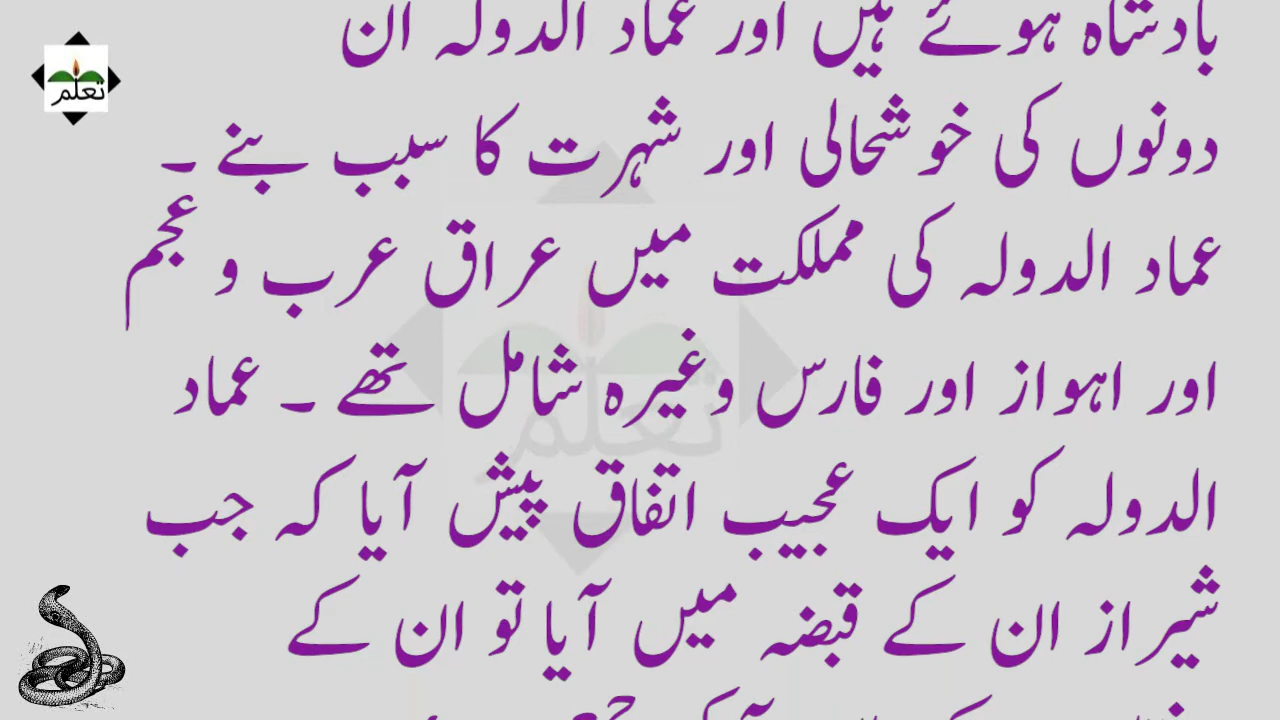 تعلم
بادشاہ ہوئے ہیں اور عماد الدولہ ان
دونوں کی خوشحالی اور شہرت کا سبب بنے ۔
عماد الدولہ کی مملکت میں عراق عرب و عجم
اور اہواز اور فارس وغیرہ شامل تھے ۔ عماد
الدولہ کو ایک عجیب اتفاق پیش آیا کہ جب
شیراز ان کے قبضہ میں آیا تو ان کے
تعلم